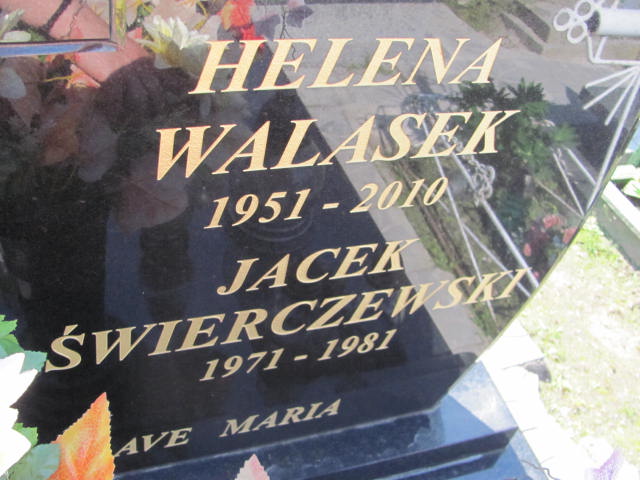 HELENA
WALASEK
1951 - 2010
JACEK
ŚWIERCZEWSKI
1971 - 1981
AVE MARIA